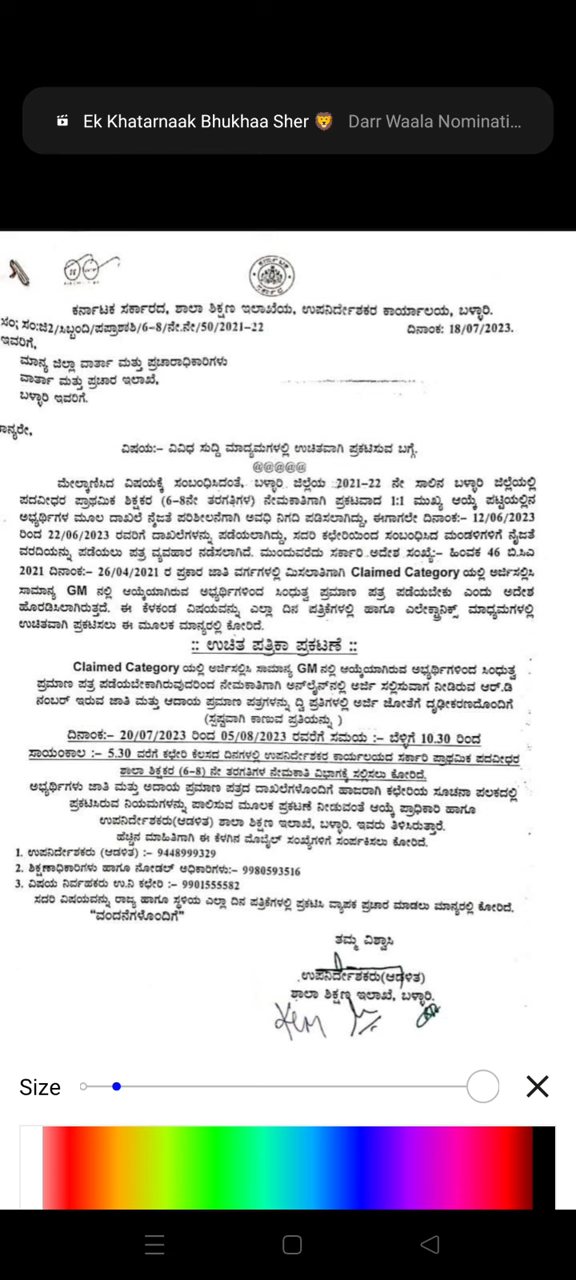 Ek Khatarnaak Bhukhaa Sher 🦁 Darr Waala Nominati...
ಕರ್ನಾಟಕ ಸರ್ಕಾರದ, ಶಾಲಾ ಶಿಕ್ಷಣ ಇಲಾಖೆಯ, ಉಪನಿರ್ದೇಶಕರ ಕಾರ್ಯಾಲಯ, ಬಳ್ಳಾರಿ.
ಸಂ; ಸಂ:ಜಿ2/ಸಿಬ್ಬಂದಿ/ಪಪ್ರಾಶಾಶಿ/6-8/ನೇ.ನೇ/50/2021-22 ದಿನಾಂಕ: 18/07/2023.
ಇವರಿಗೆ,
ಮಾನ್ಯ ಜಿಲ್ಲಾ ವಾರ್ತಾ ಮತ್ತು ಪ್ರಚಾರಾಧಿಕಾರಿಗಳು
ವಾರ್ತಾ ಮತ್ತು ಪ್ರಚಾರ ಇಲಾಖೆ,
ಬಳ್ಳಾರಿ ಇವರಿಗೆ.
ಮಾನ್ಯರೇ,
ವಿಷಯ:- ವಿವಿಧ ಸುದ್ದಿ ಮಾಧ್ಯಮಗಳಲ್ಲಿ ಉಚಿತವಾಗಿ ಪ್ರಕಟಿಸುವ ಬಗ್ಗೆ.
@@@@@
ಮೇಲ್ಕಾಣಿಸಿದ ವಿಷಯಕ್ಕೆ ಸಂಬಂಧಿಸಿದಂತೆ, ಬಳ್ಳಾರಿ ಜಿಲ್ಲೆಯ 2021-22 ನೇ ಸಾಲಿನ ಬಳ್ಳಾರಿ ಜಿಲ್ಲೆಯಲ್ಲಿ
ಪದವೀಧರ ಪ್ರಾಥಮಿಕ ಶಿಕ್ಷಕರ (6-8ನೇ ತರಗತಿಗಳ) ನೇಮಕಾತಿಗಾಗಿ ಪ್ರಕಟವಾದ 1:1 ಮುಖ್ಯ ಆಯ್ಕೆ ಪಟ್ಟಿಯಲ್ಲಿನ
ಅಭ್ಯರ್ಥಿಗಳ ಮೂಲ ದಾಖಲೆ ನೈಜತೆ ಪರಿಶೀಲನೆಗಾಗಿ ಅವಧಿ ನಿಗದಿ ಪಡಿಸಲಾಗಿದ್ದು, ಈಗಾಗಲೇ ದಿನಾಂಕ:- 12/06/2023
ರಿಂದ 22/06/2023 ರವರೆಗೆ ದಾಖಲೆಗಳನ್ನು ಪಡೆಯಲಾಗಿದ್ದು, ಸದರಿ ಕಛೇರಿಯಿಂದ ಸಂಬಂಧಿಸಿದ ಮಂಡಳಿಗಳಿಗೆ ನೈಜತೆ
ವರದಿಯನ್ನು ಪಡೆಯಲು ಪತ್ರ ವ್ಯವಹಾರ ನಡೆಸಲಾಗಿದೆ. ಮುಂದುವರೆದು ಸರ್ಕಾರಿ ಆದೇಶ ಸಂಖ್ಯೆ:- ಹಿಂವಕ 46 ಬಿ.ಸಿಎ
2021 ದಿನಾಂಕ:- 26/04/2021 ರ ಪ್ರಕಾರ ಜಾತಿ ವರ್ಗಗಳಲ್ಲಿ ಮಿಸಲಾತಿಗಾಗಿ Claimed Category ಯಲ್ಲಿ ಅರ್ಜಿಸಲ್ಲಿಸಿ
ಸಾಮಾನ್ಯ GM ನಲ್ಲಿ ಆಯ್ಕೆಯಾಗಿರುವ ಅಭ್ಯರ್ಥಿಗಳಿಂದ ಸಿಂಧುತ್ವ ಪ್ರಮಾಣ ಪತ್ರ ಪಡೆಯಬೇಕು ಎಂದು ಆದೇಶ
ಹೊರಡಿಸಿಲಾಗಿರುತ್ತದೆ. ಈ ಕೆಳಕಂಡ ವಿಷಯವನ್ನು ಎಲ್ಲಾ ದಿನ ಪತ್ರಿಕೆಗಳಲ್ಲಿ ಹಾಗೂ ಎಲೇಕ್ಟ್ರಾನಿಕ್ಸ್ ಮಾಧ್ಯಮಗಳಲ್ಲಿ
ಉಚಿತವಾಗಿ ಪ್ರಕಟಿಸಲು ಈ ಮೂಲಕ ಮಾನ್ಯರಲ್ಲಿ ಕೋರಿದೆ.
:: ಉಚಿತ ಪತ್ರಿಕಾ ಪ್ರಕಟಣೆ ::
Claimed Category ಯಲ್ಲಿ ಅರ್ಜಿಸಲ್ಲಿಸಿ ಸಾಮಾನ್ಯ GM ನಲ್ಲಿ ಆಯ್ಕೆಯಾಗಿರುವ ಅಭ್ಯರ್ಥಿಗಳಿಂದ ಸಿಂಧುತ್ವ
ಪ್ರಮಾಣ ಪತ್ರ ಪಡೆಯಬೇಕಾಗಿರುವುದರಿಂದ ನೇಮಕಾತಿಗಾಗಿ ಅನ್‌ಲೈನ್‌ನಲ್ಲಿ ಅರ್ಜಿ ಸಲ್ಲಿಸುವಾಗ ನೀಡಿರುವ ಆರ್.ಡಿ
ನಂಬರ್ ಇರುವ ಜಾತಿ ಮತ್ತು ಆದಾಯ ಪ್ರಮಾಣ ಪತ್ರಗಳನ್ನು ದ್ವಿ ಪ್ರತಿಗಳಲ್ಲಿ ಅರ್ಜಿ ಜೋತೆಗೆ ದೃಢೀಕರಣದೊಂದಿಗೆ
(ಸ್ಪಷ್ಟವಾಗಿ ಕಾಣುವ ಪ್ರತಿಯನ್ನು )
ದಿನಾಂಕ:- 20/07/2023 ರಿಂದ 05/08/2023 ರವರೆಗೆ ಸಮಯ :- ಬೆಳ್ಳಿಗೆ 10.30 ರಿಂದ
ಸಾಯಂಕಾಲ :- 5.30 ವರೆಗೆ ಕಛೇರಿ ಕೆಲಸದ ದಿನಗಳಲ್ಲಿ ಉಪನಿರ್ದೇಶಕರ ಕಾರ್ಯಲಯದ ಸರ್ಕಾರಿ ಪ್ರಾಥಮಿಕ ಪದವೀಧರ
ಶಾಲಾ ಶಿಕ್ಷಕರ (6-8) ನೇ ತರಗತಿಗಳ ನೇಮಕಾತಿ ವಿಭಾಗಕ್ಕೆ ಸಲ್ಲಿಸಲು ಕೋರಿದೆ.
ಅಭ್ಯರ್ಥಿಗಳು ಜಾತಿ ಮತ್ತು ಅದಾಯ ಪ್ರಮಾಣ ಪತ್ರದ ದಾಖಲೆಗಳೊಂದಿಗೆ ಹಾಜರಾಗಿ ಕಛೇರಿಯ ಸೂಚನಾ ಫಲಕದಲ್ಲಿ
ಪ್ರಕಟಿಸಿರುವ ನಿಯಮಗಳನ್ನು ಪಾಲಿಸುವ ಮೂಲಕ ಪ್ರಕಟಣೆ ನೀಡುವಂತೆ ಆಯ್ಕೆ ಪ್ರಾಧಿಕಾರಿ ಹಾಗೂ
ಉಪನಿರ್ದೇಶಕರು(ಆಡಳಿತ) ಶಾಲಾ ಶಿಕ್ಷಣ ಇಲಾಖೆ, ಬಳ್ಳಾರಿ. ಇವರು ತಿಳಿಸಿರುತ್ತಾರೆ.
ಹೆಚ್ಚಿನ ಮಾಹಿತಿಗಾಗಿ ಈ ಕೆಳಗಿನ ಮೊಬೈಲ್ ಸಂಖ್ಯೆಗಳಿಗೆ ಸಂಪರ್ಕಿಸಲು ಕೋರಿದೆ.
1. ಉಪನಿರ್ದೇಶಕರು (ಆಡಳಿತ) :- 9448999329
2. ಶಿಕ್ಷಣಾಧಿಕಾರಿಗಳು ಹಾಗೂ ನೋಡಲ್ ಅಧಿಕಾರಿಗಳು:- 9980593516
3. ವಿಷಯ ನಿರ್ವಹಕರು ಉ.ನಿ ಕಛೇರಿ :- 9901555582
ಸದರಿ ವಿಷಯವನ್ನು ರಾಜ್ಯ ಹಾಗೂ ಸ್ಥಳಿಯ ಎಲ್ಲಾ ದಿನ ಪತ್ರಿಕೆಗಳಲ್ಲಿ ಪ್ರಕಟಿಸಿ ವ್ಯಾಪಕ ಪ್ರಚಾರ ಮಾಡಲು ಮಾನ್ಯರಲ್ಲಿ ಕೋರಿದೆ.
"ವಂದನೆಗಳೊಂದಿಗೆ"
ತಮ್ಮ ವಿಶ್ವಾಸಿ
ಉಪನಿರ್ದೇಶಕರು(ಆಡಳಿತ)
ಶಾಲಾ ಶಿಕ್ಷಣ ಇಲಾಖೆ, ಬಳ್ಳಾರಿ.
Size